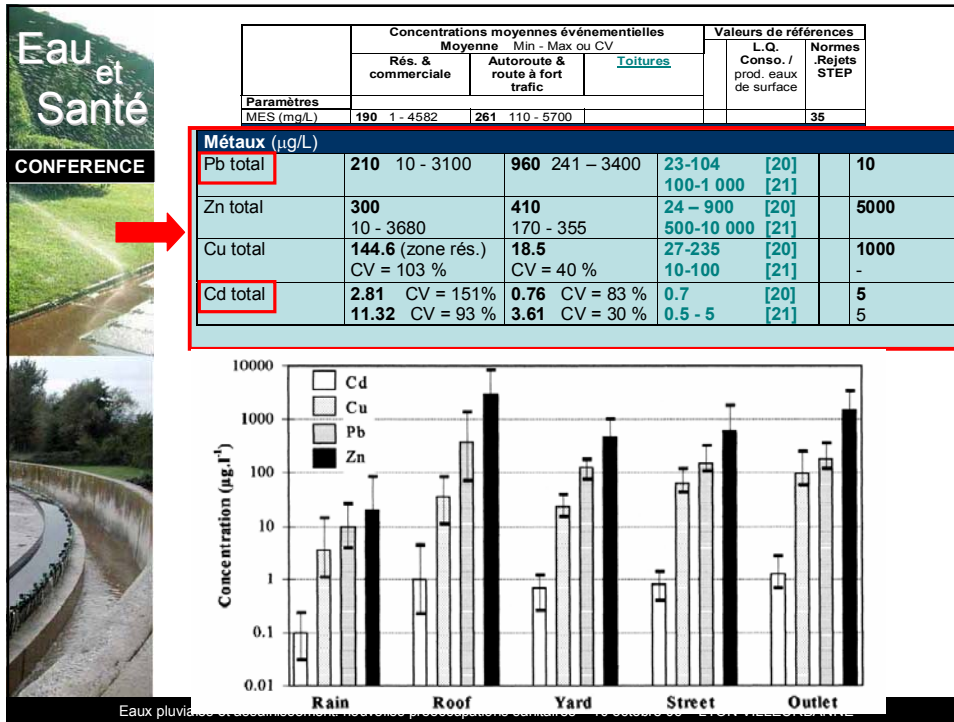 Eau
et
Santé
CONFERENCE
Concentrations moyennes événementielles
Valeurs de références
Moyenne Min - Max ou CV
Rés. & commerciale
Autoroute & route à fort trafic
Toitures
L.Q. Conso. / prod. eaux de surface
Normes .Rejets STEP
Paramètres
MES (mg/L) 190 1 - 4582 261 110 - 5700 35
Métaux (µg/L)
Pb total 210 10 - 3100 960 241 – 3400 23-104 [20] 10
100-1 000 [21]
Zn total 300 410 24 – 900 [20] 5000
10 - 3680 170 - 355 500-10 000 [21]
Cu total 144.6 (zone rés.) 18.5 27-235 [20] 1000
CV = 103 % CV = 40 % 10-100 [21] -
Cd total 2.81 CV = 151% 0.76 CV = 83 % 0.7 [20] 5
11.32 CV = 93 % 3.61 CV = 30 % 0.5 - 5 [21] 5
Concentration (µg.l⁻¹)
10000
1000
100
10
1
0.1
0.01
Cd
Cu
Pb
Zn
Rain Roof Yard Street Outlet
Eaux pluvia